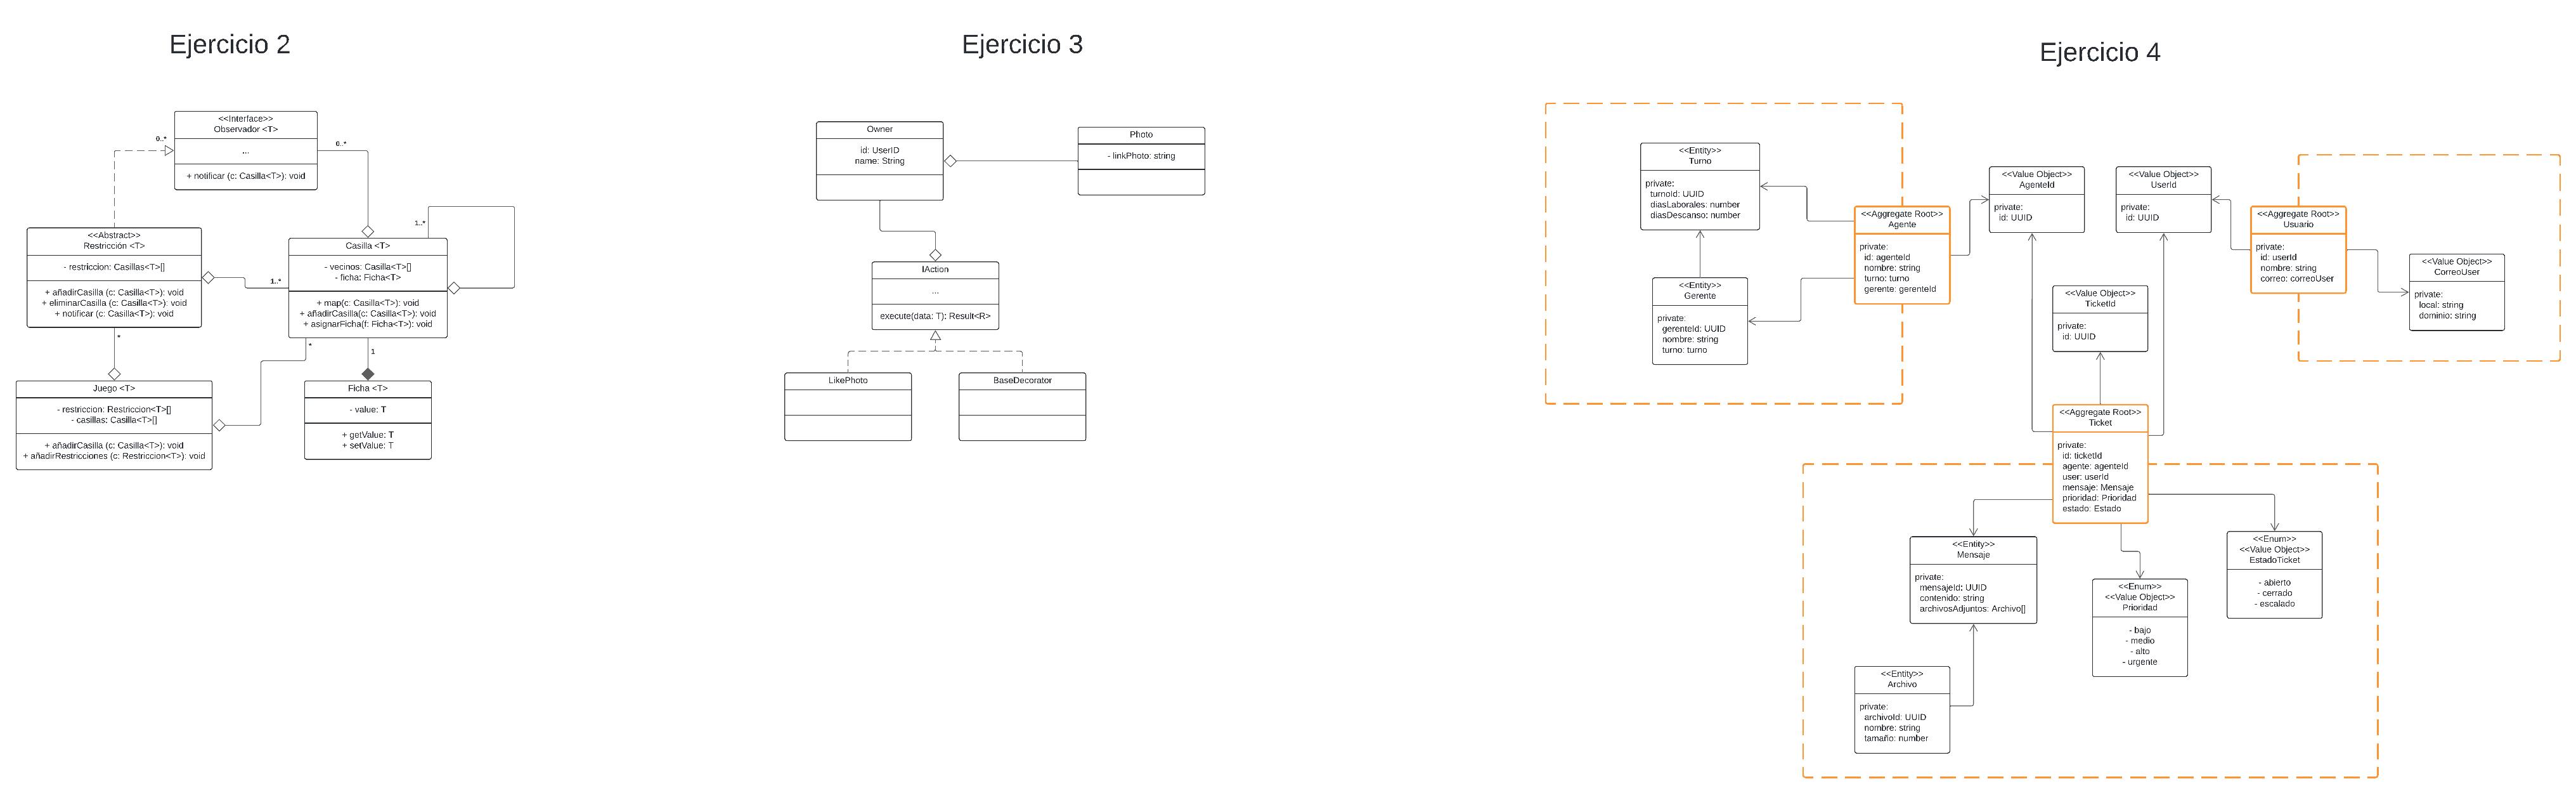 Ejercicio 2
<<Interface>>
Observador <T>
...
+ notificar (c: Casilla<T>): void
0..*
0..*
1..*
<<Abstract>>
Restricción <T>
- restriccion: Casillas<T>[]
+ añadirCasilla (c: Casilla<T>): void
+ eliminarCasilla (c: Casilla<T>): void
+ notificar (c: Casilla<T>): void
1..*
Casilla <T>
- vecinos: Casilla<T>[]
- ficha: Ficha<T>
+ map(c: Casilla<T>): void
+ añadirCasilla(c: Casilla<T>): void
+ asignarFicha(f: Ficha<T>): void
*
*
1
Juego <T>
- restriccion: Restriccion<T>[]
- casillas: Casilla<T>[]
+ añadirCasilla (c: Casilla<T>): void
+ añadirRestricciones (c: Restriccion<T>): void
Ficha <T>
- value: T
+ getValue: T
+ setValue: T
Ejercicio 3
Owner
id: UserID
name: String
Photo
- linkPhoto: string
IAction
...
execute(data: T): Result<R>
LikePhoto
BaseDecorator
Ejercicio 4
<<Entity>>
Turno
private:
turnoId: UUID
diasLaborales: number
diasDescanso: number
<<Entity>>
Gerente
private:
gerenteId: UUID
nombre: string
turno: turno
<<Aggregate Root>>
Agente
private:
id: agenteId
nombre: string
turno: turno
gerente: gerenteId
<<Value Object>>
AgenteId
private:
id: UUID
<<Value Object>>
UserId
private:
id: UUID
<<Aggregate Root>>
Usuario
private:
id: userId
nombre: string
correo: correoUser
<<Value Object>>
CorreoUser
private:
local: string
dominio: string
<<Value Object>>
TicketId
private:
id: UUID
<<Aggregate Root>>
Ticket
private:
id: ticketId
agente: agenteId
user: userId
mensaje: Mensaje
prioridad: Prioridad
estado: Estado
<<Entity>>
Mensaje
private:
mensajeId: UUID
contenido: string
archivosAdjuntos: Archivo[]
<<Enum>>
<<Value Object>>
Prioridad
- bajo
- medio
- alto
- urgente
<<Enum>>
<<Value Object>>
EstadoTicket
- abierto
- cerrado
- escalado
<<Entity>>
Archivo
private:
archivoId: UUID
nombre: string
tamaño: number